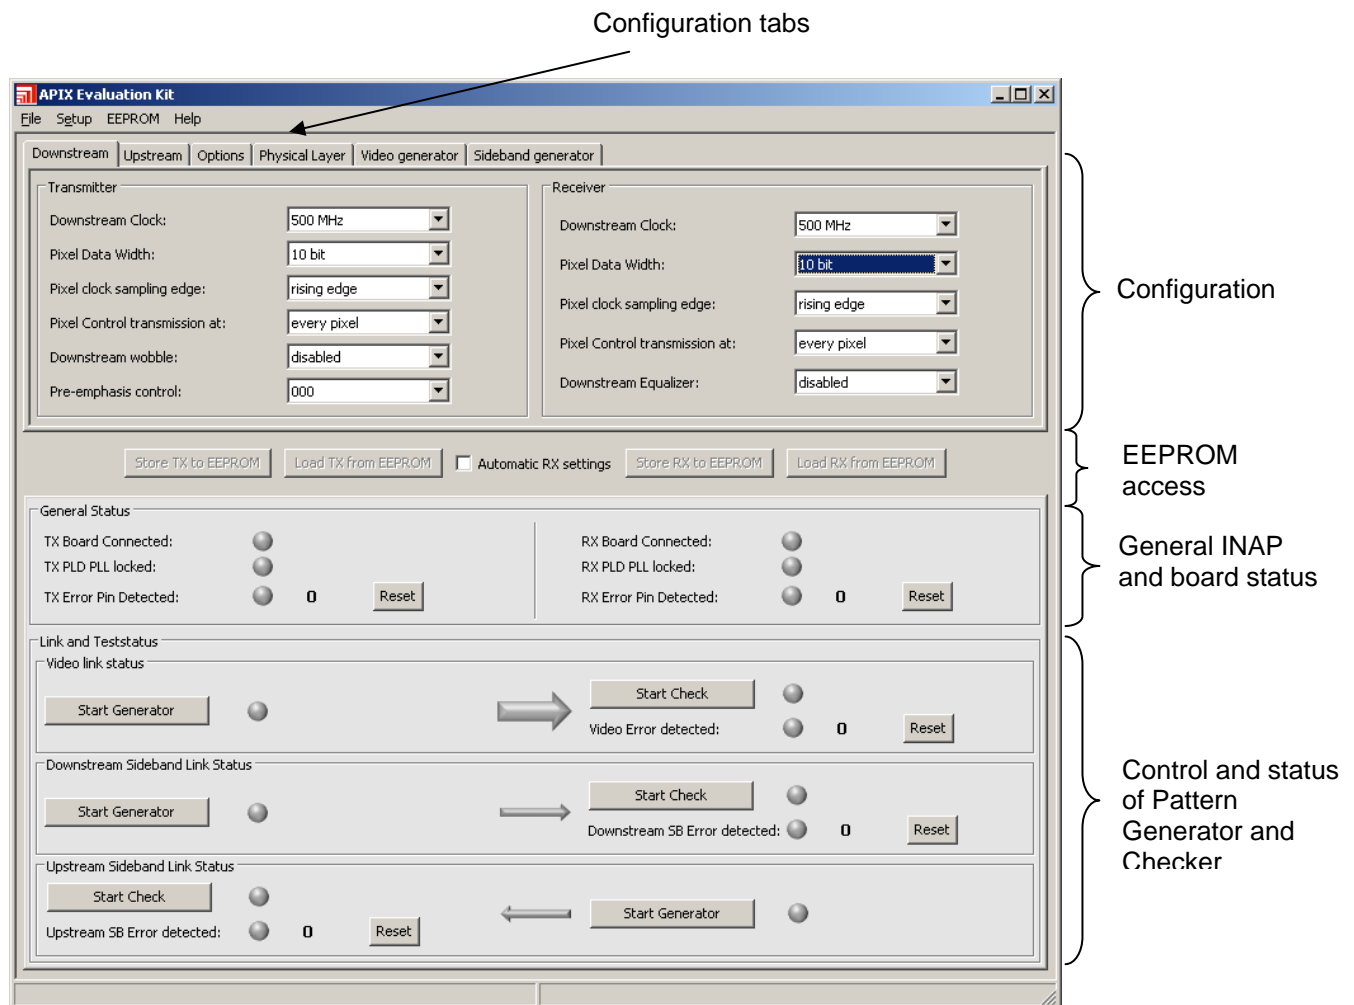 Configuration tabs
APIX Evaluation Kit
File Setup EEPROM Help
Downstream Upstream Options Physical Layer Video generator Sideband generator
Transmitter
Downstream Clock: 500 MHz
Pixel Data Width: 10 bit
Pixel clock sampling edge: rising edge
Pixel Control transmission at: every pixel
Downstream wobble: disabled
Pre-emphasis control: 000
Receiver
Downstream Clock: 500 MHz
Pixel Data Width: 10 bit
Pixel clock sampling edge: rising edge
Pixel Control transmission at: every pixel
Downstream Equalizer: disabled
Configuration
Store TX to EEPROM Load TX from EEPROM Automatic RX settings Store RX to EEPROM Load RX from EEPROM
EEPROM
access
General Status
TX Board Connected:
TX PLD PLL locked:
TX Error Pin Detected: 0 Reset
RX Board Connected:
RX PLD PLL locked:
RX Error Pin Detected: 0 Reset
General INAP
and board status
Link and Teststatus
Video link status
Start Generator
Start Check
Video Error detected: 0 Reset
Downstream Sideband Link Status
Start Generator
Start Check
Downstream SB Error detected: 0 Reset
Upstream Sideband Link Status
Start Check
Upstream SB Error detected: 0 Reset
Start Generator
Control and status
of Pattern
Generator and
Checker